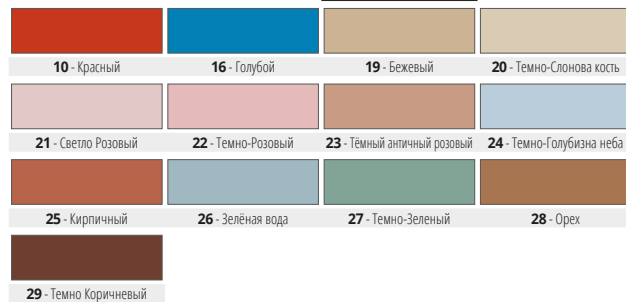 10 - Красный 16 - Голубой 19 - Бежевый 20 - Темно-Слонова кость
21 - Светло Розовый 22 - Темно-Розовый 23 - Тёмный античный розовый 24 - Темно-Голубизна неба
25 - Кирпичный 26 - Зелёная вода 27 - Темно-Зеленый 28 - Орех
29 - Темно Коричневый